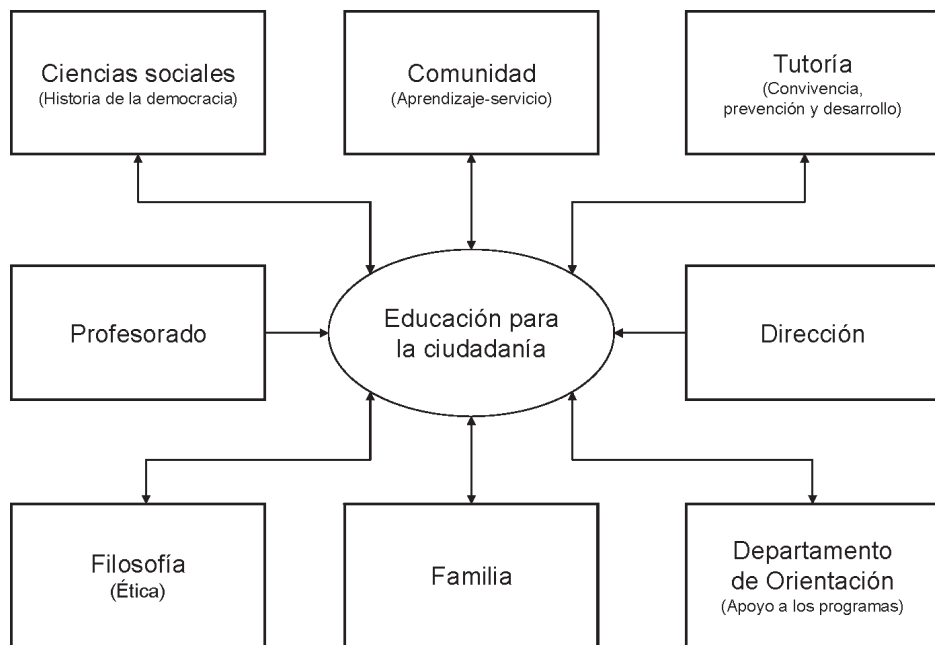 Ciencias sociales
(Historia de la democracia)
Comunidad
(Aprendizaje-servicio)
Tutoría
(Convivencia,
prevención y desarrollo)
Profesorado
Educación para
la ciudadanía
Dirección
Filosofía
(Ética)
Familia
Departamento
de Orientación
(Apoyo a los programas)